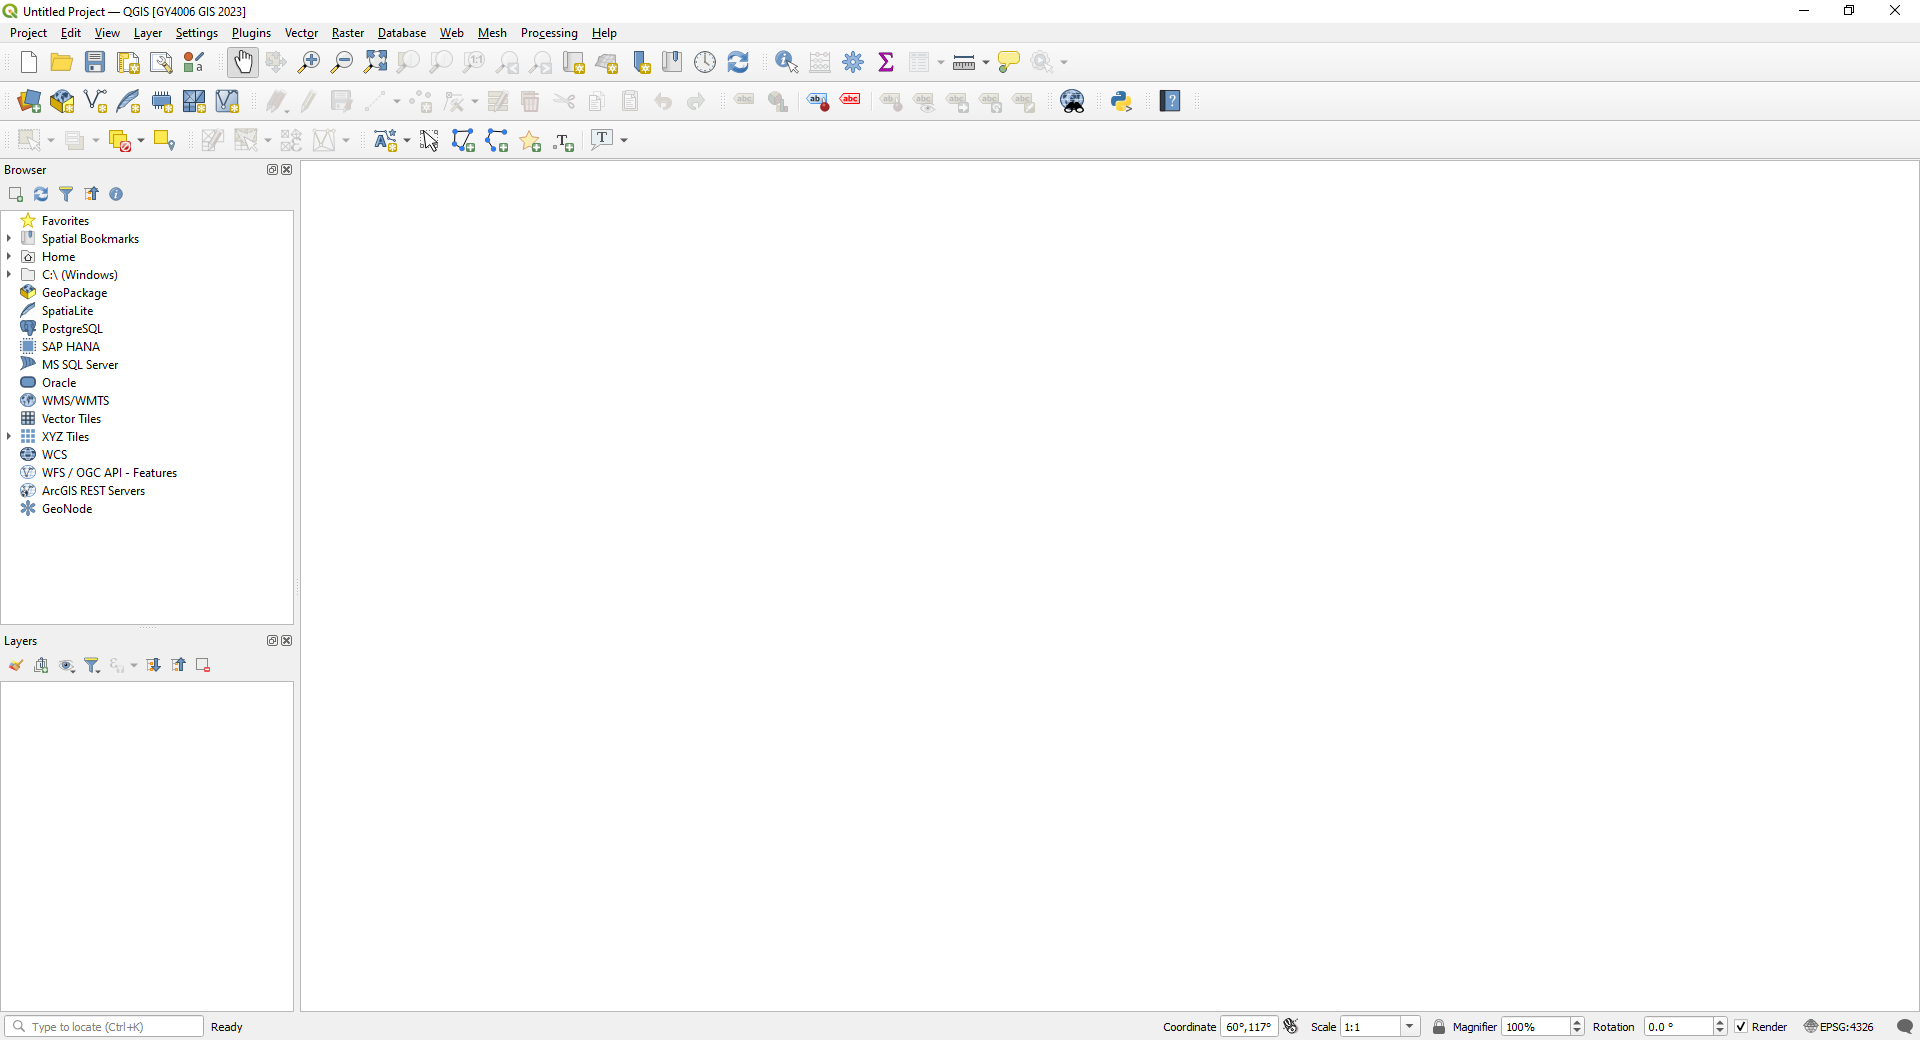 Untitled Project — QGIS [GY4006 GIS 2023]
Project Edit View Layer Settings Plugins Vector Raster Database Web Mesh Processing Help
Browser
Favorites
Spatial Bookmarks
Home
C:\ (Windows)
GeoPackage
SpatiaLite
PostgreSQL
SAP HANA
MS SQL Server
Oracle
WMS/WMTS
Vector Tiles
XYZ Tiles
WCS
WFS / OGC API - Features
ArcGIS REST Servers
GeoNode
Layers
Type to locate (Ctrl+K) Ready Coordinate 60°,117° Scale 1:1 Magnifier 100% Rotation 0.0 ° Render EPSG:4326